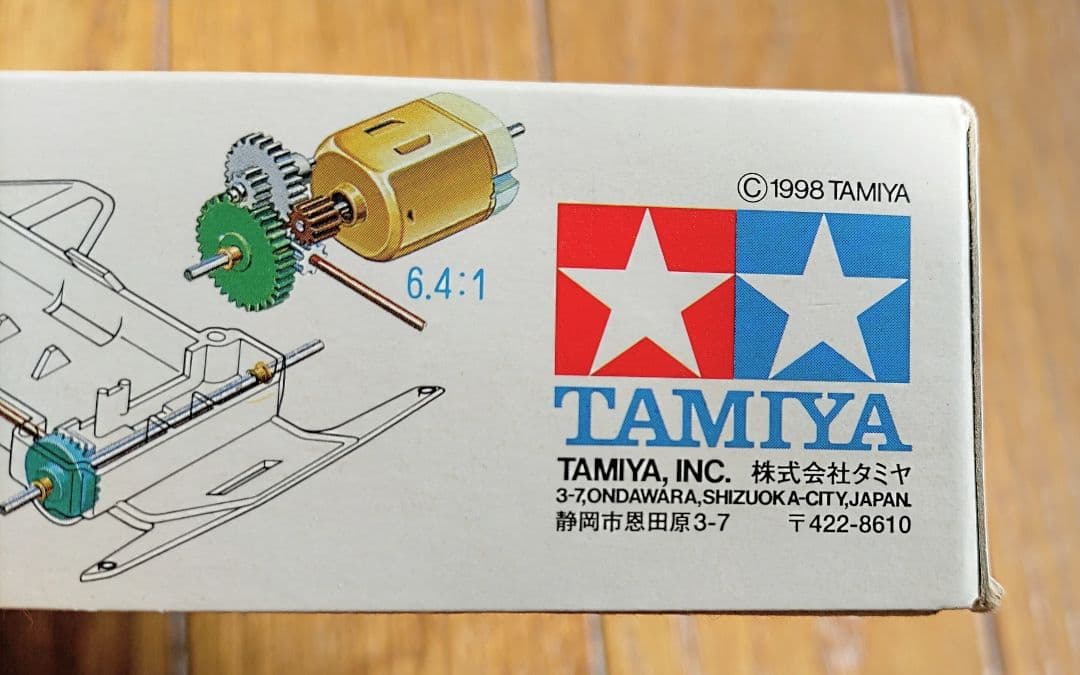 6.4:1
©1998 TAMIYA
TAMIYA
TAMIYA, INC. 株式会社タミヤ
3-7,ONDAWARA,SHIZUOKA-CITY,JAPAN.
静岡市恩田原3-7 〒422-8610